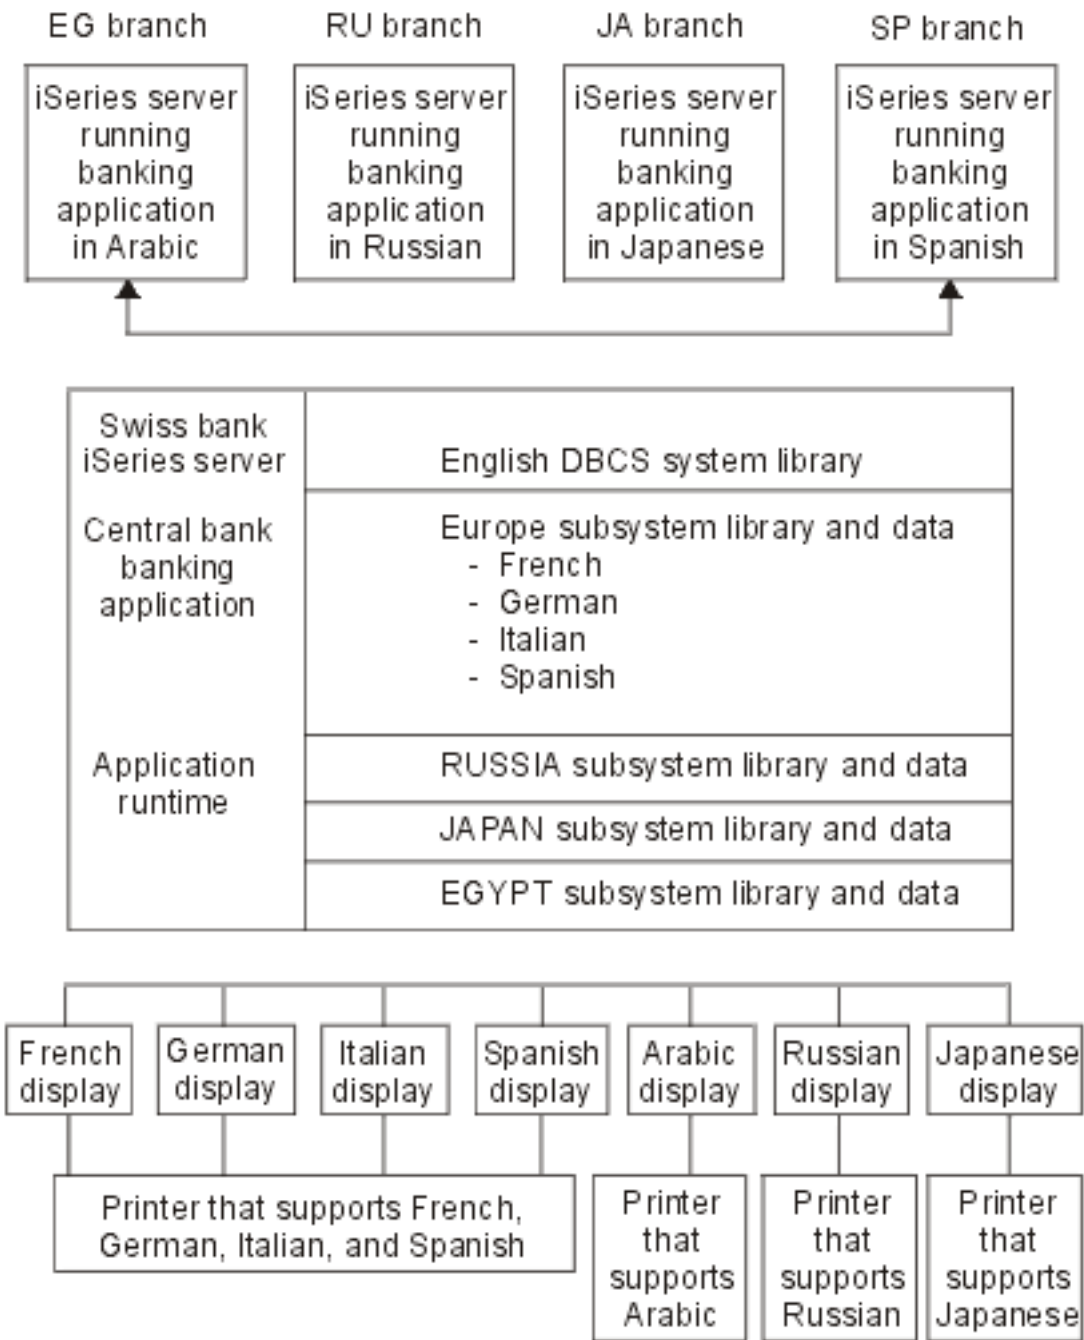 EG branch
RU branch
JA branch
SP branch
iSeries server
running
banking
application
in Arabic
iSeries server
running
banking
application
in Russian
iSeries server
running
banking
application
in Japanese
iSeries server
running
banking
application
in Spanish
Swiss bank
iSeries server
English DBCS system library
Central bank
banking
application
Europe subsystem library and data
- French
- German
- Italian
- Spanish
Application
runtime
RUSSIA subsystem library and data
JAPAN subsystem library and data
EGYPT subsystem library and data
French
display
German
display
Italian
display
Spanish
display
Arabic
display
Russian
display
Japanese
display
Printer that supports French,
German, Italian, and Spanish
Printer
that
supports
Arabic
Printer
that
supports
Russian
Printer
that
supports
Japanese